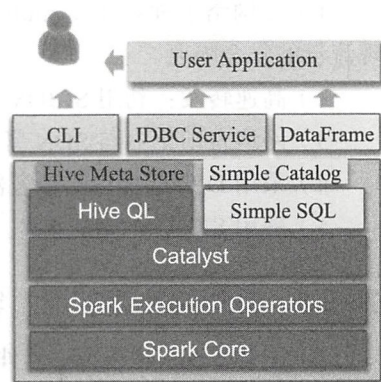 User Application
CLI JDBC Service DataFrame
Hive Meta Store Simple Catalog
Hive QL Simple SQL
Catalyst
Spark Execution Operators
Spark Core